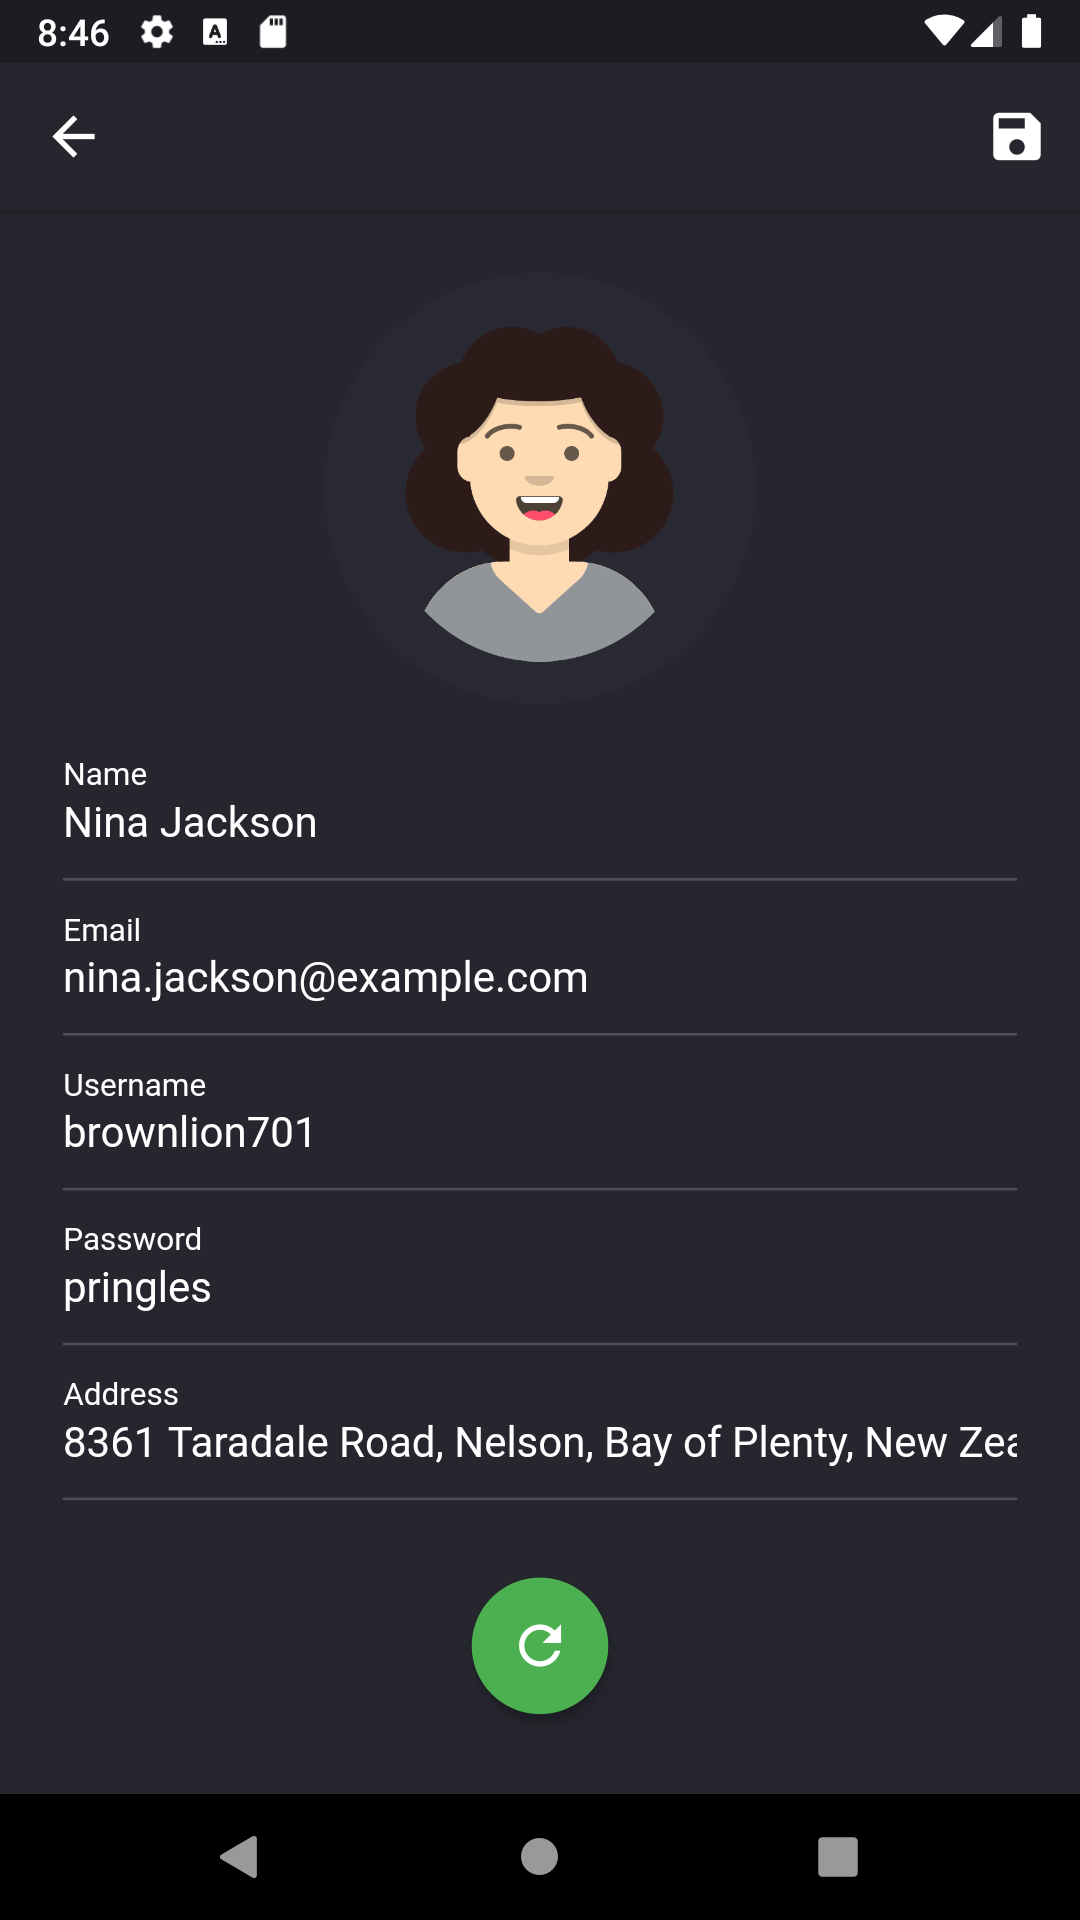 8:46
Name
Nina Jackson
Email
nina.jackson@example.com
Username
brownlion701
Password
pringles
Address
8361 Taradale Road, Nelson, Bay of Plenty, New Zea